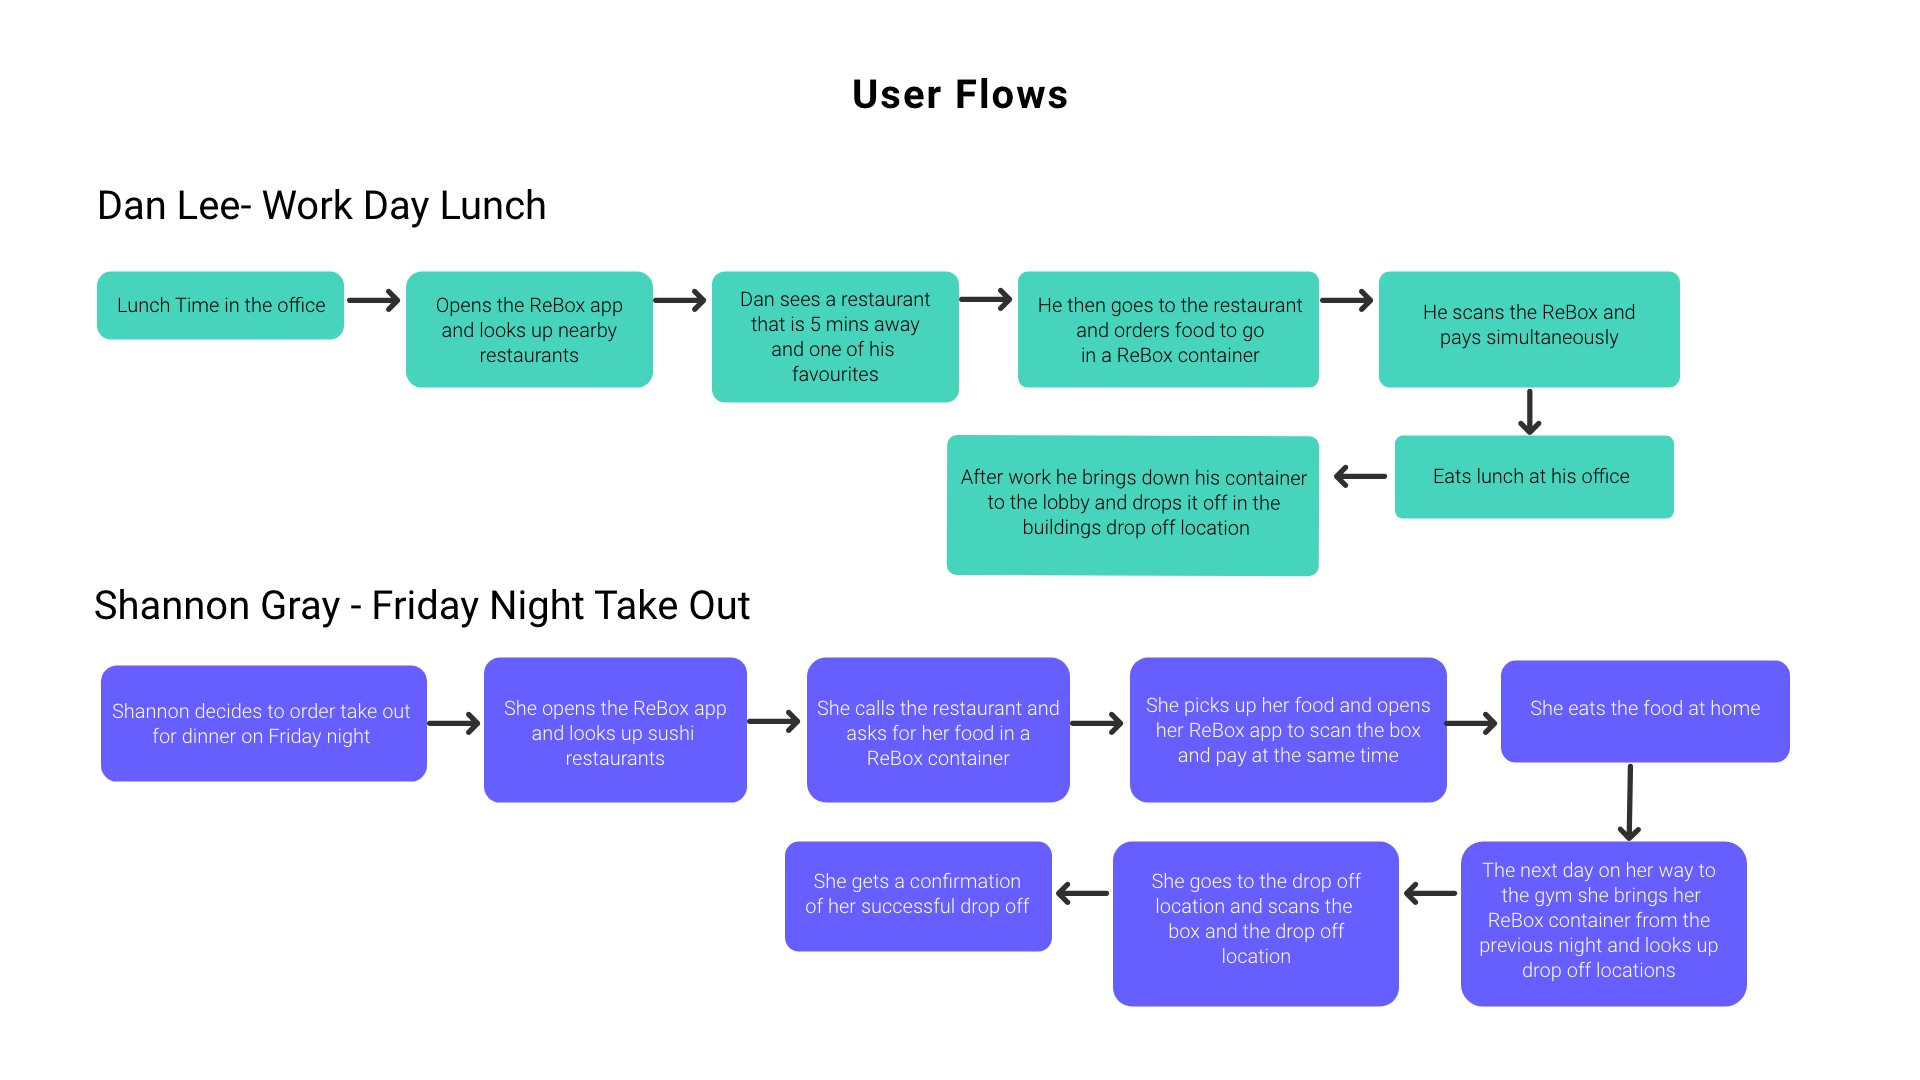 User Flows
Dan Lee- Work Day Lunch
Lunch Time in the office
Opens the ReBox app
and looks up nearby
restaurants
Dan sees a restaurant
that is 5 mins away
and one of his
favourites
He then goes to the restaurant
and orders food to go
in a ReBox container
He scans the ReBox and
pays simultaneously
Eats lunch at his office
After work he brings down his container
to the lobby and drops it off in the
buildings drop off location
Shannon Gray - Friday Night Take Out
Shannon decides to order take out
for dinner on Friday night
She opens the ReBox app
and looks up sushi
restaurants
She calls the restaurant and
asks for her food in a
ReBox container
She picks up her food and opens
her ReBox app to scan the box
and pay at the same time
She eats the food at home
The next day on her way to
the gym she brings her
ReBox container from the
previous night and looks up
drop off locations
She goes to the drop off
location and scans the
box and the drop off
location
She gets a confirmation
of her successful drop off